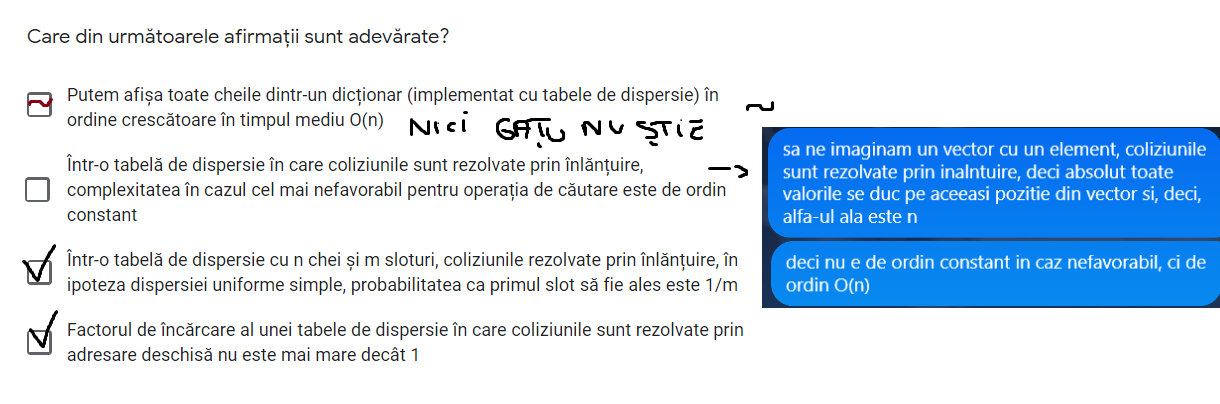 Care din următoarele afirmații sunt adevărate?
Putem afișa toate cheile dintr-un dicționar (implementat cu tabele de dispersie) în
ordine crescătoare în timpul mediu O(n)
NICI GAȚU NU ȘTIE
Într-o tabelă de dispersie în care coliziunile sunt rezolvate prin înlănțuire,
complexitatea în cazul cel mai nefavorabil pentru operația de căutare este de ordin
constant
sa ne imaginam un vector cu un element, coliziunile
sunt rezolvate prin inalntuire, deci absolut toate
valorile se duc pe aceeasi pozitie din vector si, deci,
alfa-ul ala este n
deci nu e de ordin constant in caz nefavorabil, ci de
ordin O(n)
Într-o tabelă de dispersie cu n chei și m sloturi, coliziunile rezolvate prin înlănțuire, în
ipoteza dispersiei uniforme simple, probabilitatea ca primul slot să fie ales este 1/m
Factorul de încărcare al unei tabele de dispersie în care coliziunile sunt rezolvate prin
adresare deschisă nu este mai mare decât 1